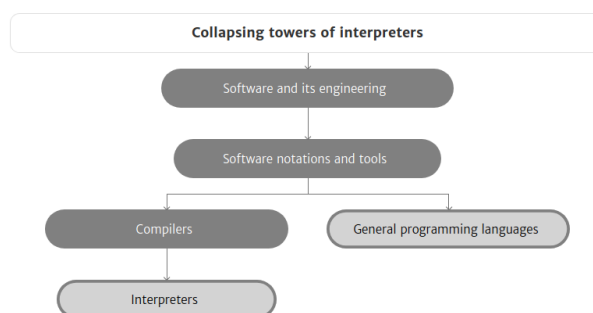 Collapsing towers of interpreters
Software and its engineering
Software notations and tools
Compilers
General programming languages
Interpreters